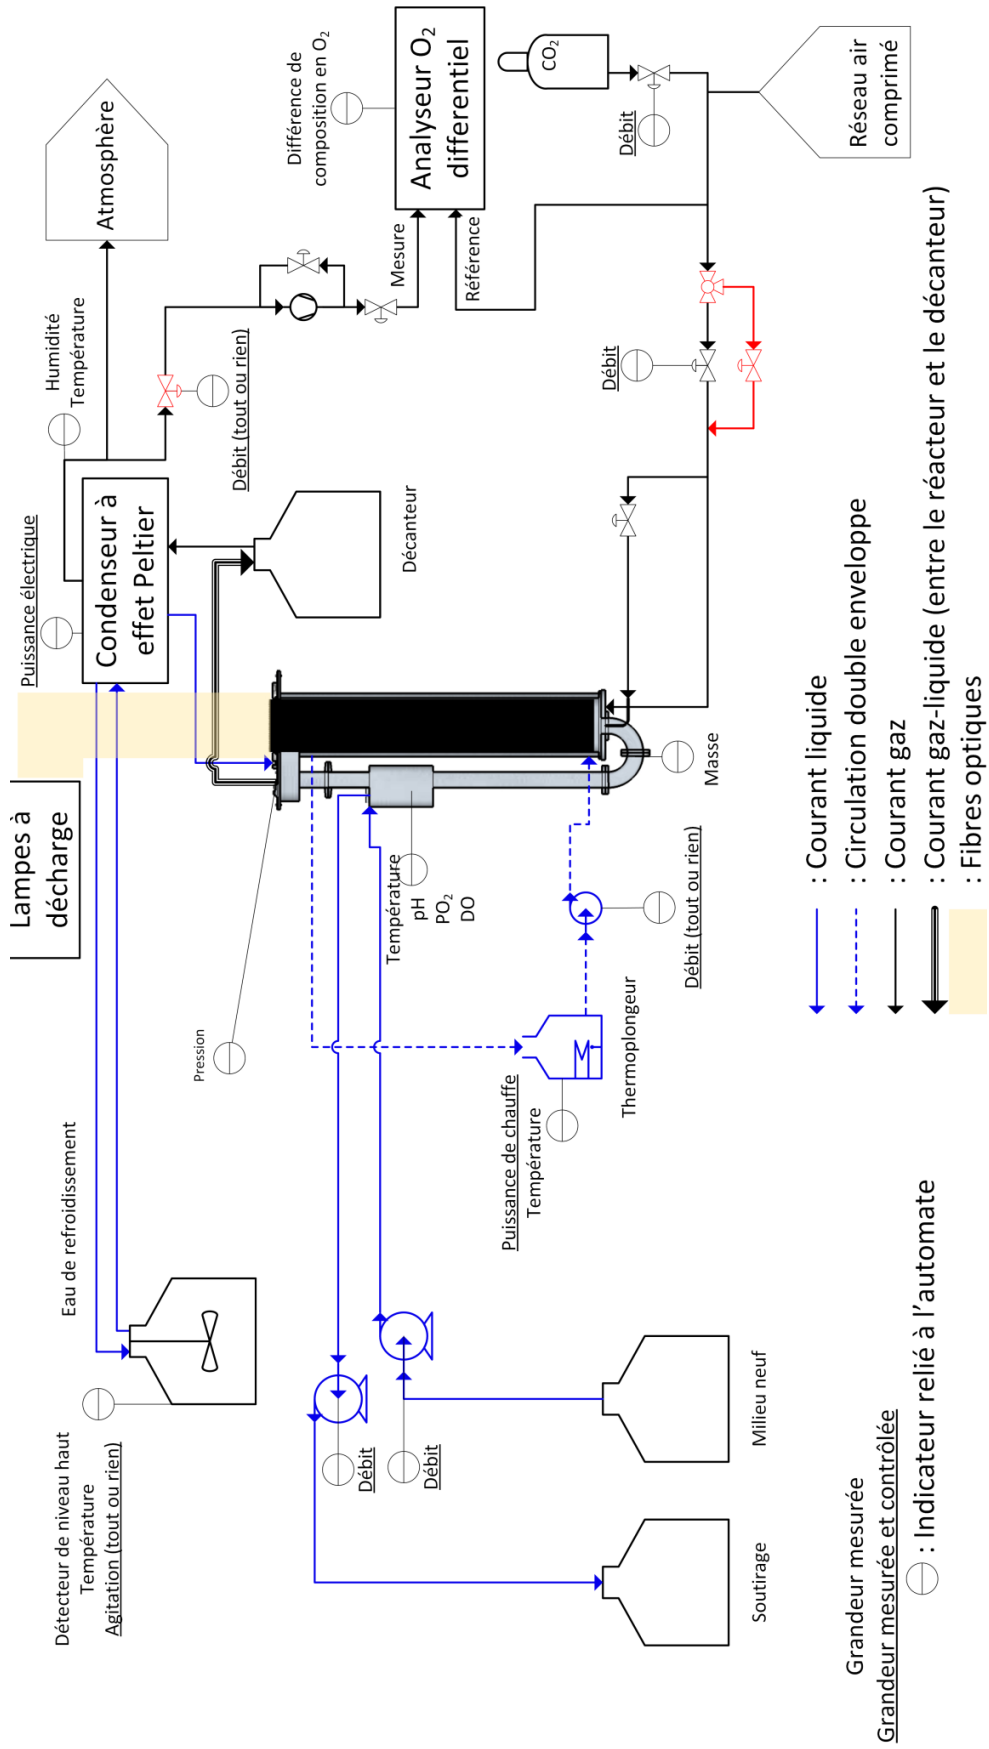 Lampes à
décharge
Puissance électrique
Condenseur à
effet Peltier
Humidité
Température
Atmosphère
Différence de
composition en O₂
Analyseur O₂
différentiel
Mesure
Référence
CO₂
Débit
Réseau air
comprimé
Débit (tout ou rien)
Débit
Décanteur
Masse
Pression
Température
pH
PO₂
DO
Débit (tout ou rien)
Thermoplongeur
Puissance de chauffe
Température
Eau de refroidissement
Détecteur de niveau haut
Température
Agitation (tout ou rien)
Débit
Débit
Milieu neuf
Soutirage
Grandeur mesurée
Grandeur mesurée et contrôlée
: Indicateur relié à l'automate
: Courant liquide
: Circulation double enveloppe
: Courant gaz
: Courant gaz-liquide (entre le réacteur et le décanteur)
: Fibres optiques